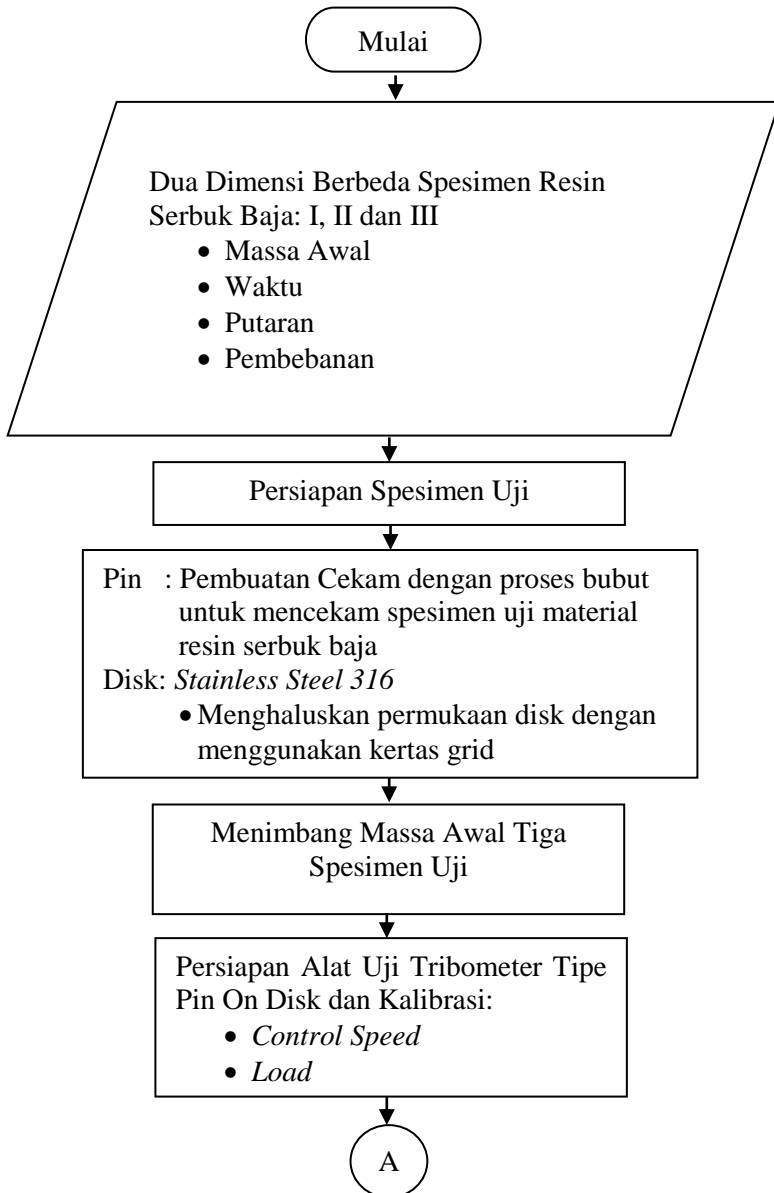 Mulai
Dua Dimensi Berbeda Spesimen Resin
Serbuk Baja: I, II dan III
• Massa Awal
• Waktu
• Putaran
• Pembebanan
Persiapan Spesimen Uji
Pin : Pembuatan Cekam dengan proses bubut
untuk mencekam spesimen uji material
resin serbuk baja
Disk: Stainless Steel 316
• Menghaluskan permukaan disk dengan
menggunakan kertas grid
Menimbang Massa Awal Tiga
Spesimen Uji
Persiapan Alat Uji Tribometer Tipe
Pin On Disk dan Kalibrasi:
• Control Speed
• Load
A